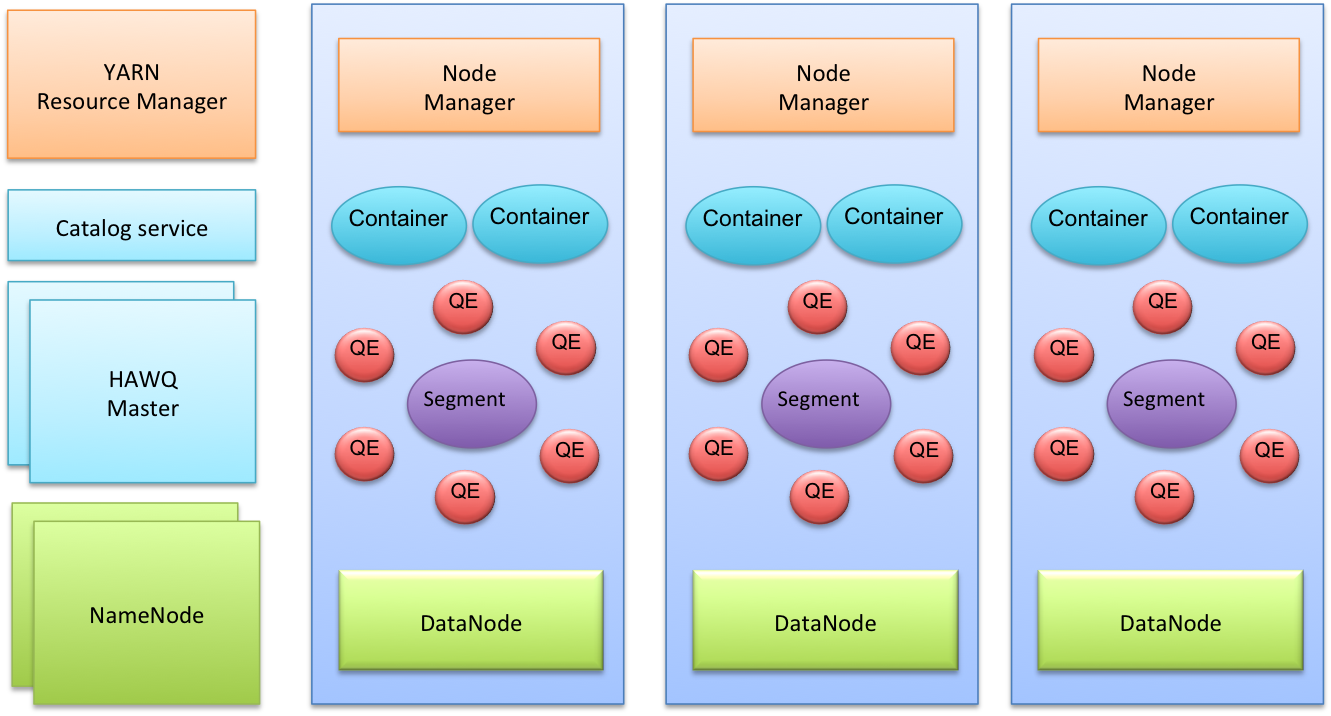 YARN
Resource Manager
Catalog service
HAWQ
Master
NameNode
Node
Manager
Container
Container
QE
QE
QE
Segment
QE
QE
QE
DataNode
Node
Manager
Container
Container
QE
QE
QE
Segment
QE
QE
QE
DataNode
Node
Manager
Container
Container
QE
QE
QE
Segment
QE
QE
QE
DataNode